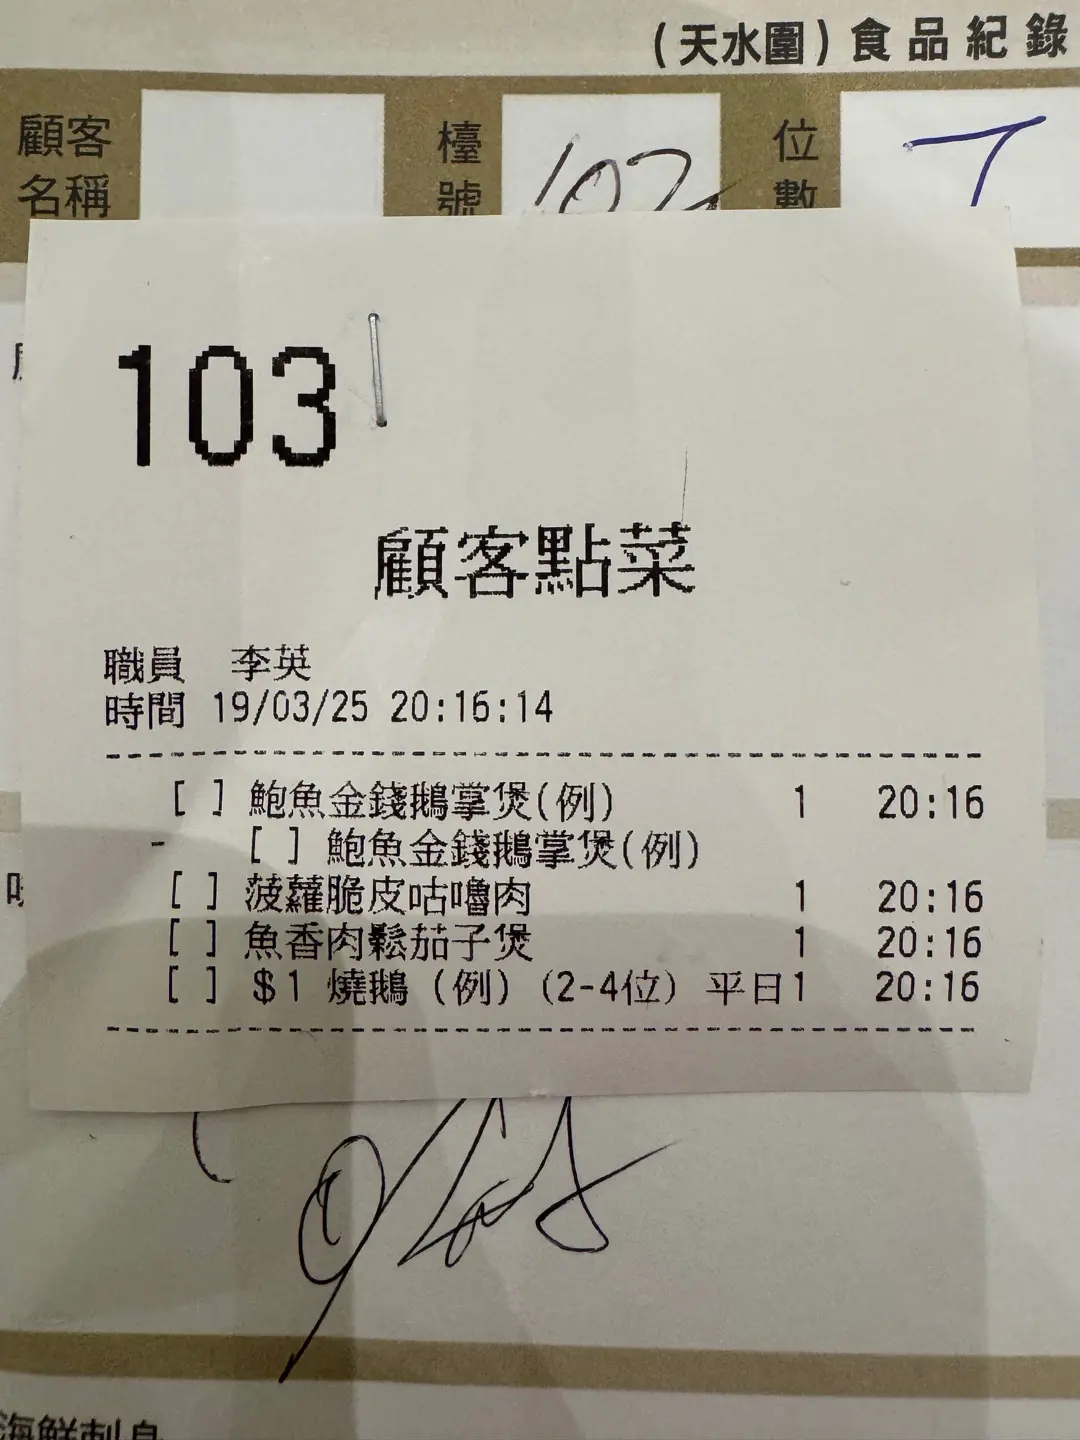 (天水圍)食品紀錄
顧客名稱
檯號
位數
103
顧客點菜
職員 李英
時間 19/03/25 20:16:14
[ ] 鮑魚金錢鵝掌煲(例) 1 20:16
- [ ] 鮑魚金錢鵝掌煲(例)
[ ] 菠蘿脆皮咕嚕肉 1 20:16
[ ] 魚香肉鬆茄子煲 1 20:16
[ ] $1 燒鵝 (例) (2-4位) 平日1 20:16
海鮮刺身